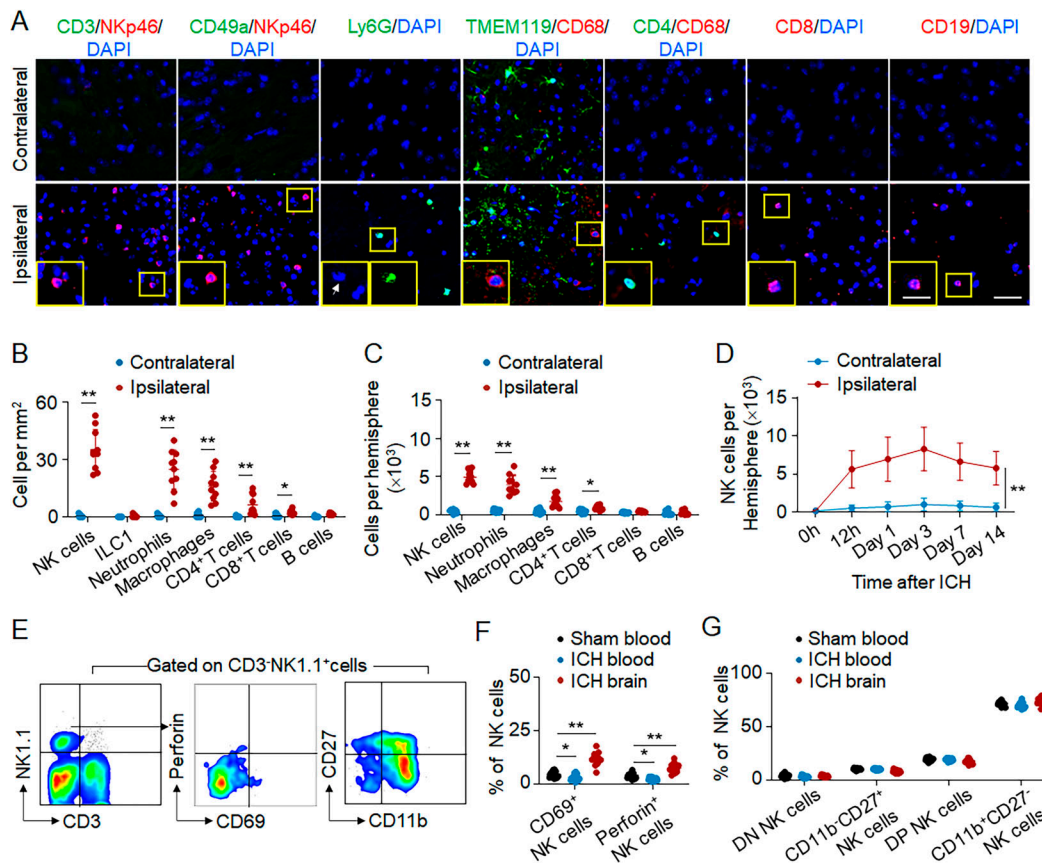 A
CD3/NKp46/
DAPI
CD49a/NKp46/
DAPI
Ly6G/DAPI
TMEM119/CD68/
DAPI
CD4/CD68/
DAPI
CD8/DAPI
CD19/DAPI
Contralateral
Ipsilateral
B
Contralateral
Ipsilateral
Cell per mm²
60
30
0
**
**
**
**
*
NK cells
ILC1
Neutrophils
Macrophages
CD4⁺T cells
CD8⁺T cells
B cells
C
Contralateral
Ipsilateral
Cells per hemisphere
(×10³)
15
10
5
0
**
**
**
*
NK cells
Neutrophils
Macrophages
CD4⁺T cells
CD8⁺T cells
B cells
D
Contralateral
Ipsilateral
NK cells per
Hemisphere (×10³)
15
10
5
0
**
0h
12h
Day 1
Day 3
Day 7
Day 14
Time after ICH
E
Gated on CD3⁻NK1.1⁺cells
NK1.1
CD3
Perforin
CD69
CD27
CD11b
F
Sham blood
ICH blood
ICH brain
% of NK cells
50
25
0
**
*
**
*
CD69⁺
NK cells
Perforin⁺
NK cells
G
Sham blood
ICH blood
ICH brain
% of NK cells
100
50
0
DN NK cells
CD11b⁻CD27⁺
NK cells
DP NK cells
CD11b⁺CD27⁻
NK cells